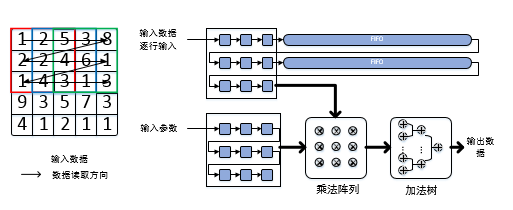 1 2 5 3 8
2 2 4 6 1
1 4 3 1 3
9 3 5 7 3
4 1 2 1 1
输入数据
数据读取方向
输入数据
逐行输入
FIFO
FIFO
输入参数
乘法阵列
加法树
输出数
据